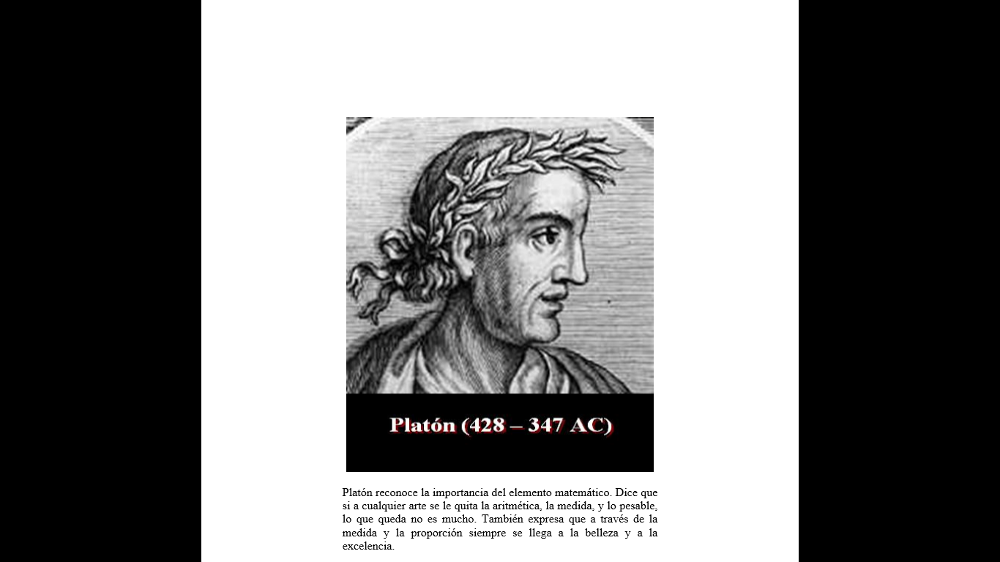 Platón (428 – 347 AC)
Platón reconoce la importancia del elemento matemático. Dice que
si a cualquier arte se le quita la aritmética, la medida, y lo pesable,
lo que queda no es mucho. También expresa que a través de la
medida y la proporción siempre se llega a la belleza y a la
excelencia.